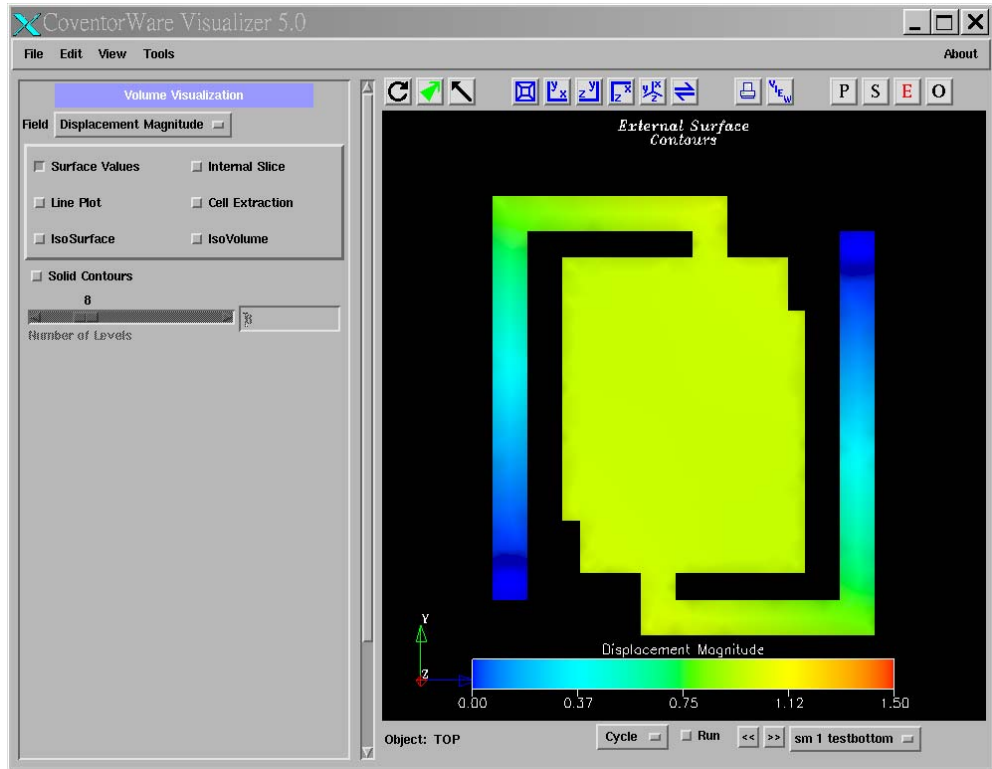 CoventorWare Visualizer 5.0
File Edit View Tools About
Volume Visualization
Field Displacement Magnitude
Surface Values Internal Slice
Line Plot Cell Extraction
IsoSurface IsoVolume
Solid Contours
8
8
Number of Levels
y x z y z x y x z VIEW P S E O
External Surface
Contours
Y
Z
Displacement Magnitude
0.00 0.37 0.75 1.12 1.50
Object: TOP Cycle Run << >> sm 1 testbottom